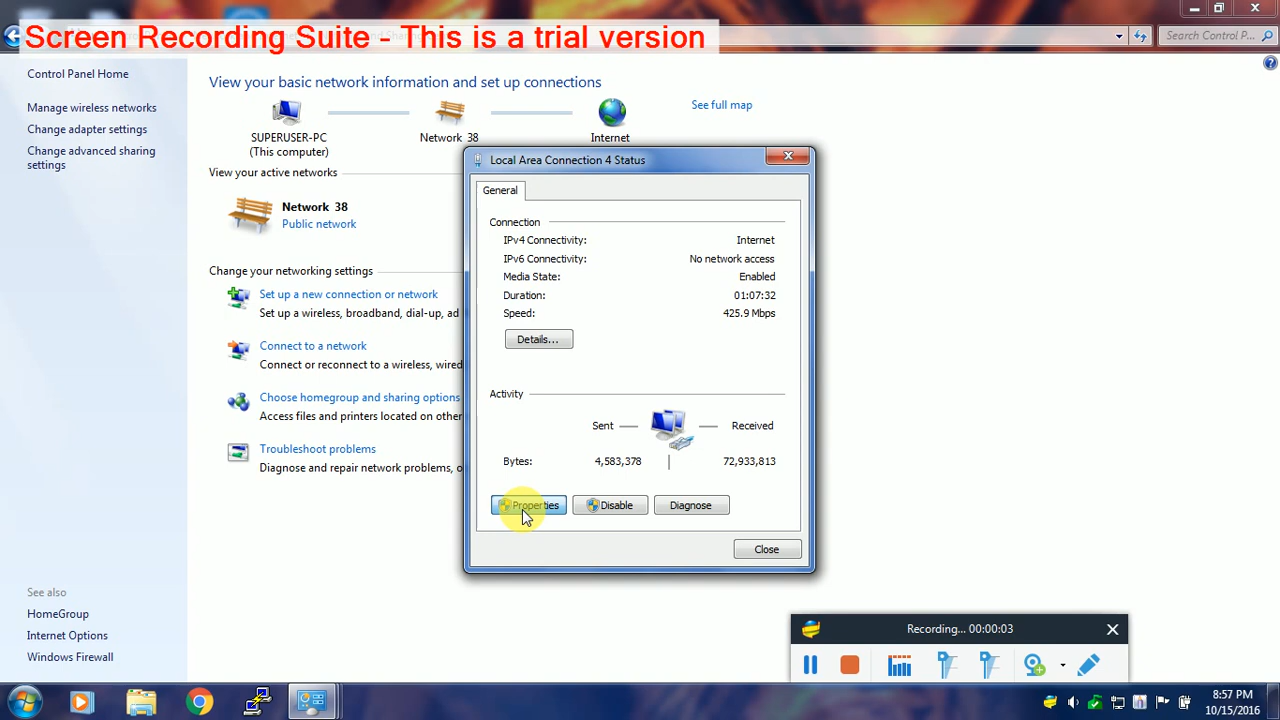 Screen Recording Suite - This is a trial version
Search Control P...
Control Panel Home
Manage wireless networks
Change adapter settings
Change advanced sharing
settings
See also
HomeGroup
Internet Options
Windows Firewall
View your basic network information and set up connections
See full map
SUPERUSER-PC
(This computer)
Network 38
Internet
View your active networks
Network 38
Public network
Change your networking settings
Set up a new connection or network
Set up a wireless, broadband, dial-up, ad
Connect to a network
Connect or reconnect to a wireless, wired
Choose homegroup and sharing options
Access files and printers located on other
Troubleshoot problems
Diagnose and repair network problems, o
Local Area Connection 4 Status
General
Connection
IPv4 Connectivity: Internet
IPv6 Connectivity: No network access
Media State: Enabled
Duration: 01:07:32
Speed: 425.9 Mbps
Details...
Activity
Sent Received
Bytes: 4,583,378 72,933,813
Properties Disable Diagnose
Close
Recording... 00:00:03
8:57 PM
10/15/2016